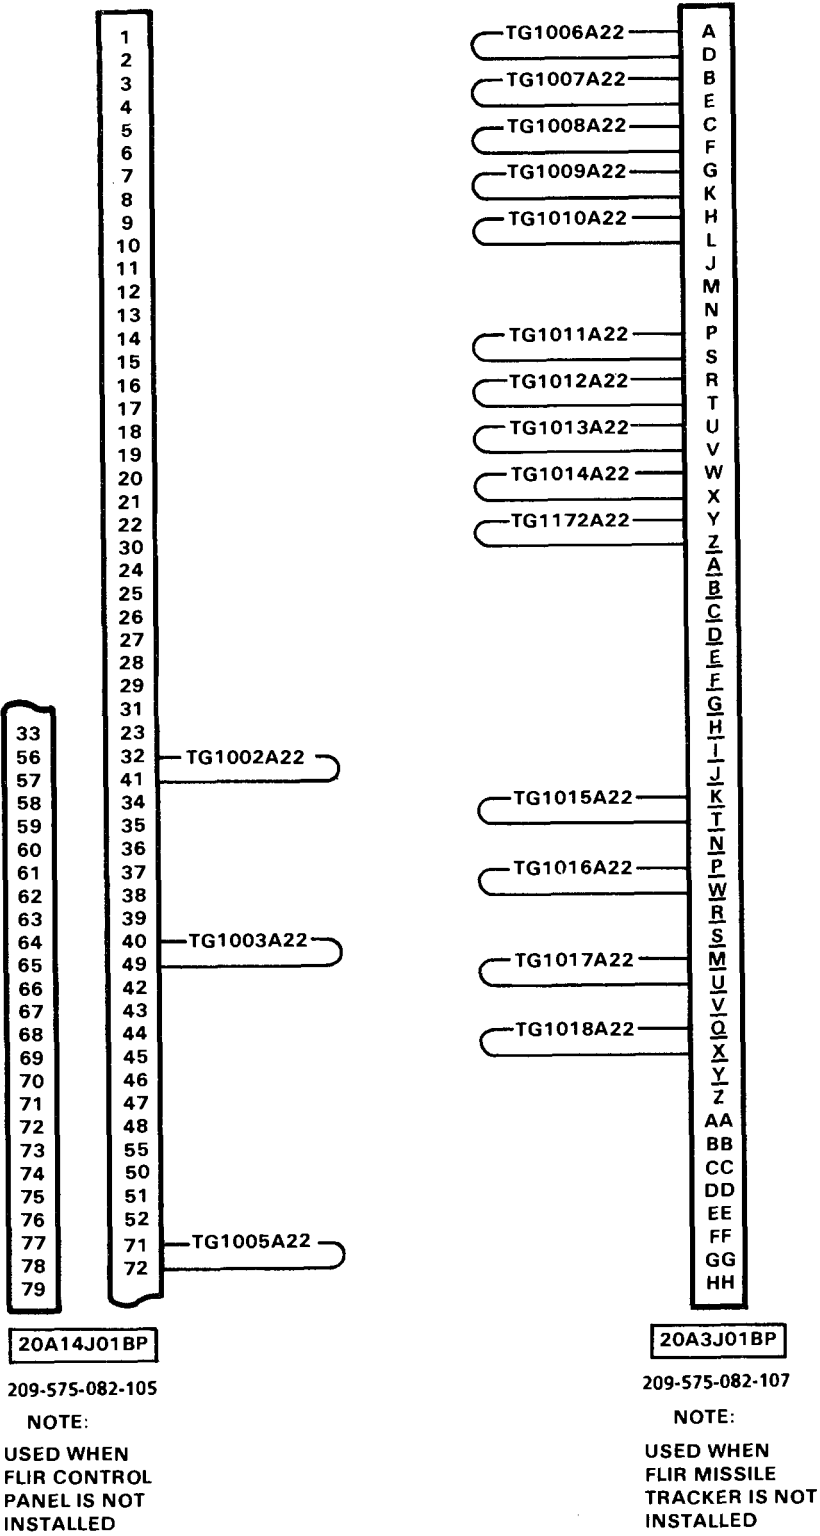 1
2
3
4
5
6
7
8
9
10
11
12
13
14
15
16
17
18
19
20
21
22
30
24
25
26
27
28
29
31
23
32 TG1002A22
41
34
35
36
37
38
39
40 TG1003A22
49
42
43
44
45
46
47
48
55
50
51
52
71 TG1005A22
72
33
56
57
58
59
60
61
62
63
64
65
66
67
68
69
70
71
72
73
74
75
76
77
78
79
20A14J01BP
209-575-082-105
NOTE:
USED WHEN
FLIR CONTROL
PANEL IS NOT
INSTALLED
TG1006A22 A
D
TG1007A22 B
E
TG1008A22 C
F
TG1009A22 G
K
TG1010A22 H
L
J
M
N
TG1011A22 P
S
TG1012A22 R
T
TG1013A22 U
V
TG1014A22 W
X
TG1172A22 Y
Z
A
B
C
D
E
F
G
H
I
J
TG1015A22 K
T
N
TG1016A22 P
W
R
S
TG1017A22 M
U
V
TG1018A22 Q
X
Y
Z
AA
BB
CC
DD
EE
FF
GG
HH
20A3J01BP
209-575-082-107
NOTE:
USED WHEN
FLIR MISSILE
TRACKER IS NOT
INSTALLED